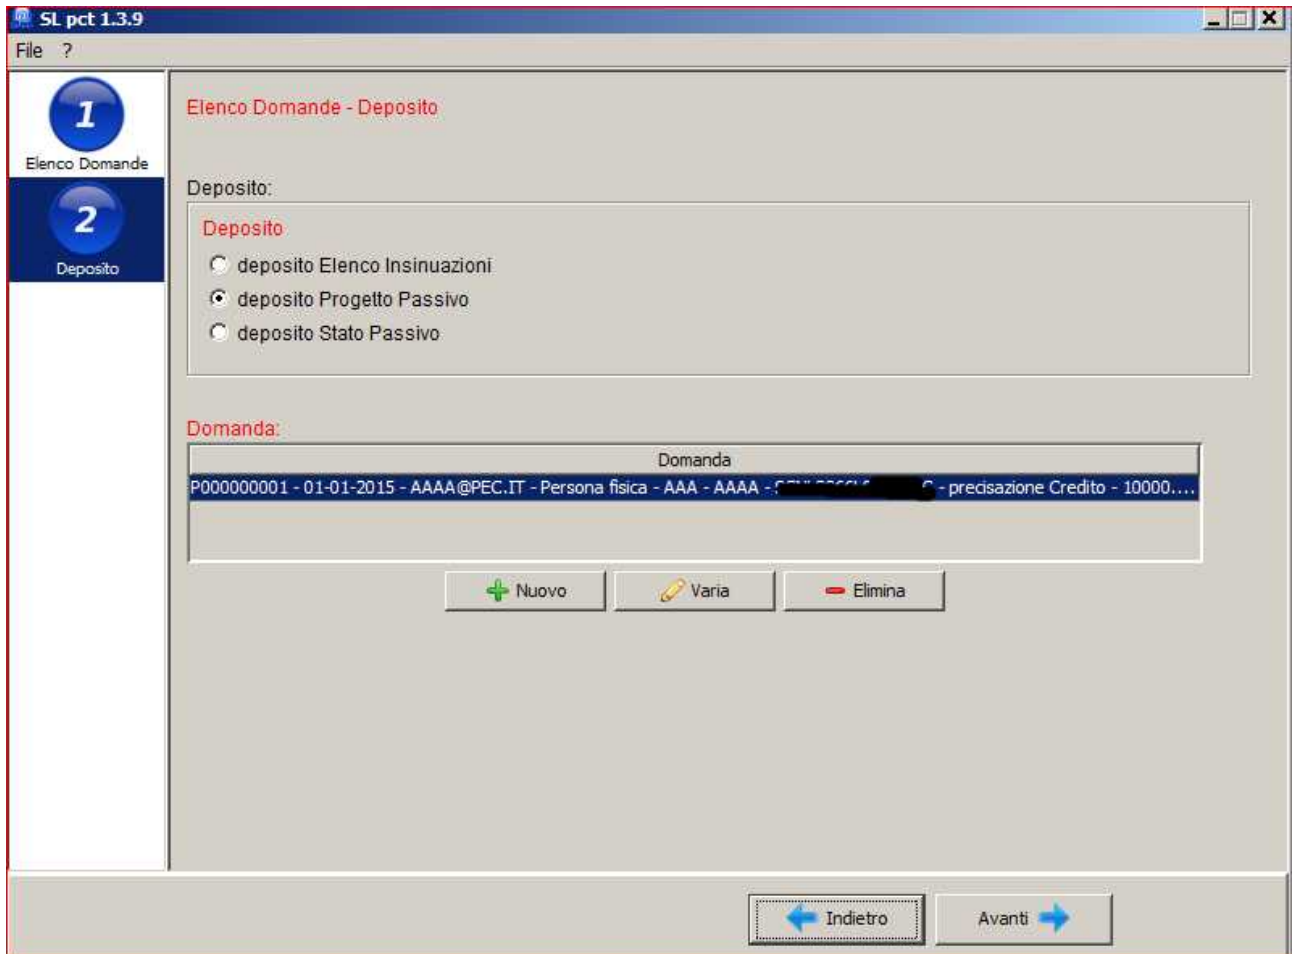 SL pct 1.3.9
File ?
1
Elenco Domande
2
Deposito
Elenco Domande - Deposito
Deposito:
Deposito
deposito Elenco Insinuazioni
deposito Progetto Passivo
deposito Stato Passivo
Domanda:
Domanda
P000000001 - 01-01-2015 - AAAA@PEC.IT - Persona fisica - AAA - AAAA - - precisazione Credito - 10000....
Nuovo
Varia
Elimina
Indietro
Avanti